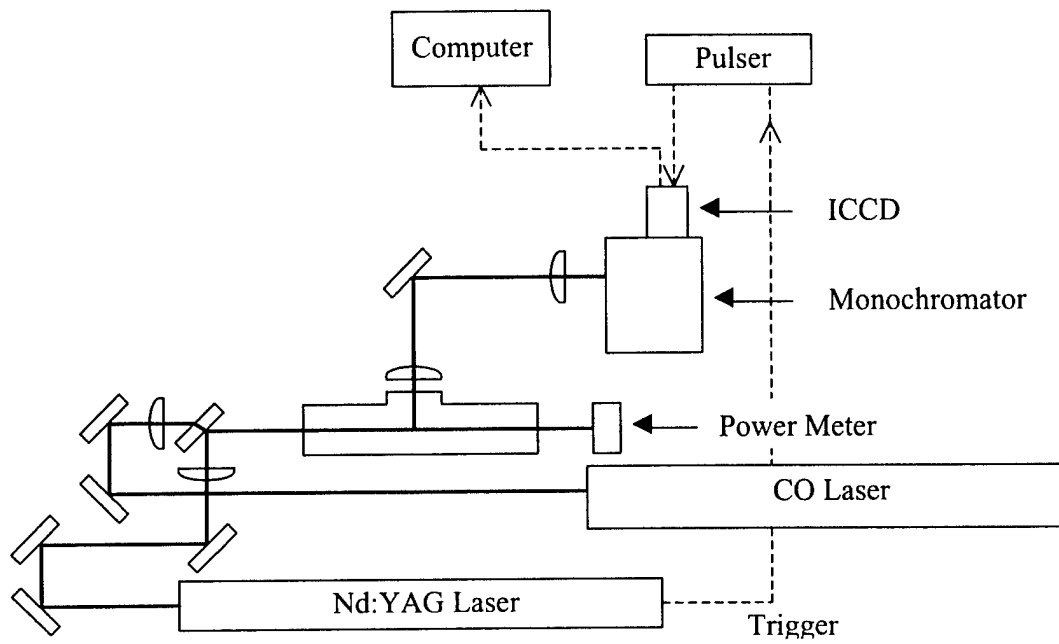 Computer
Pulser
ICCD
Monochromator
Power Meter
CO Laser
Nd:YAG Laser
Trigger